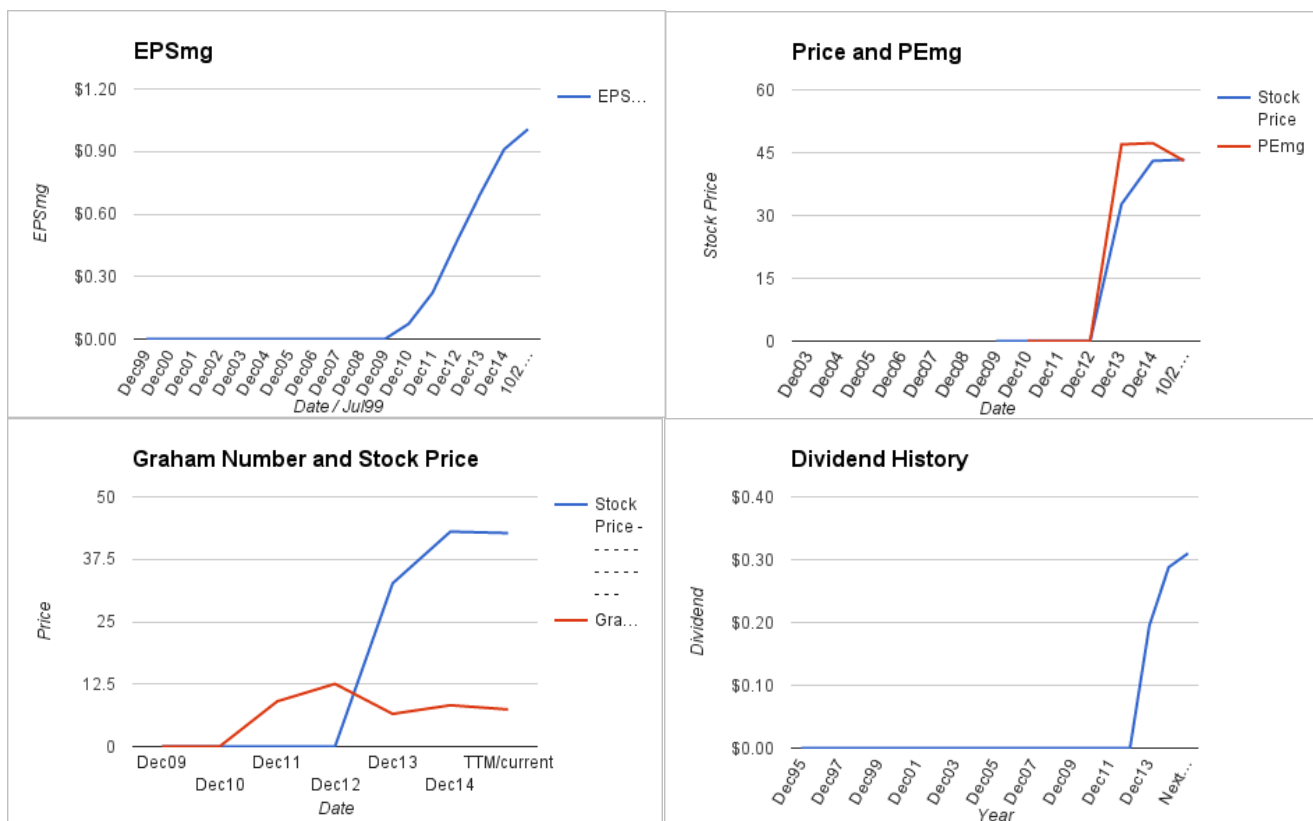 EPSmg
$1.20
$0.90
$0.60
$0.30
$0.00
EPSmg
EPS...
Dec99
Dec00
Dec01
Dec02
Dec03
Dec04
Dec05
Dec06
Dec07
Dec08
Dec09
Dec10
Dec11
Dec12
Dec13
Dec14
10/2...
Date / Jul99
Price and PEmg
60
45
30
15
0
Stock Price
Stock
Price
PEmg
Dec03
Dec04
Dec05
Dec06
Dec07
Dec08
Dec09
Dec10
Dec11
Dec12
Dec13
Dec14
10/2...
Date
Graham Number and Stock Price
50
37.5
25
12.5
0
Price
Stock
Price -
- - - - -
- - - - -
- - -
Gra...
Dec09
Dec10
Dec11
Dec12
Dec13
Dec14
TTM/current
Date
Dividend History
$0.40
$0.30
$0.20
$0.10
$0.00
Dividend
Dec95
Dec97
Dec99
Dec01
Dec03
Dec05
Dec07
Dec09
Dec11
Dec13
Next...
Year